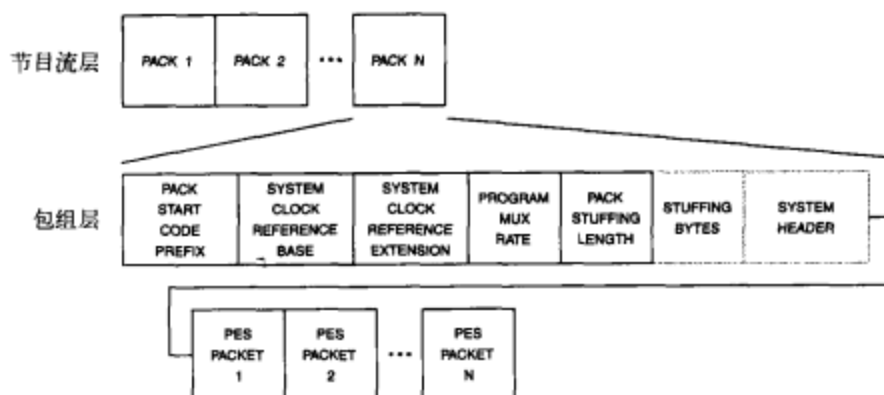 节目流层
PACK 1
PACK 2
•••
PACK N
包组层
PACK
START
CODE
PREFIX
SYSTEM
CLOCK
REFERENCE
BASE
SYSTEM
CLOCK
REFERENCE
EXTENSION
PROGRAM
MUX
RATE
PACK
STUFFING
LENGTH
STUFFING
BYTES
SYSTEM
HEADER
PES
PACKET
1
PES
PACKET
2
•••
PES
PACKET
N